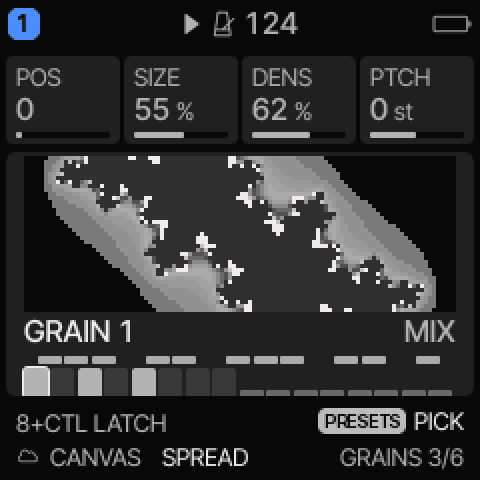 1 124
POS SIZE DENS PTCH
0 55 % 62 % 0 st
GRAIN 1 MIX
8+CTL LATCH PRESETS PICK
CANVAS SPREAD GRAINS 3/6